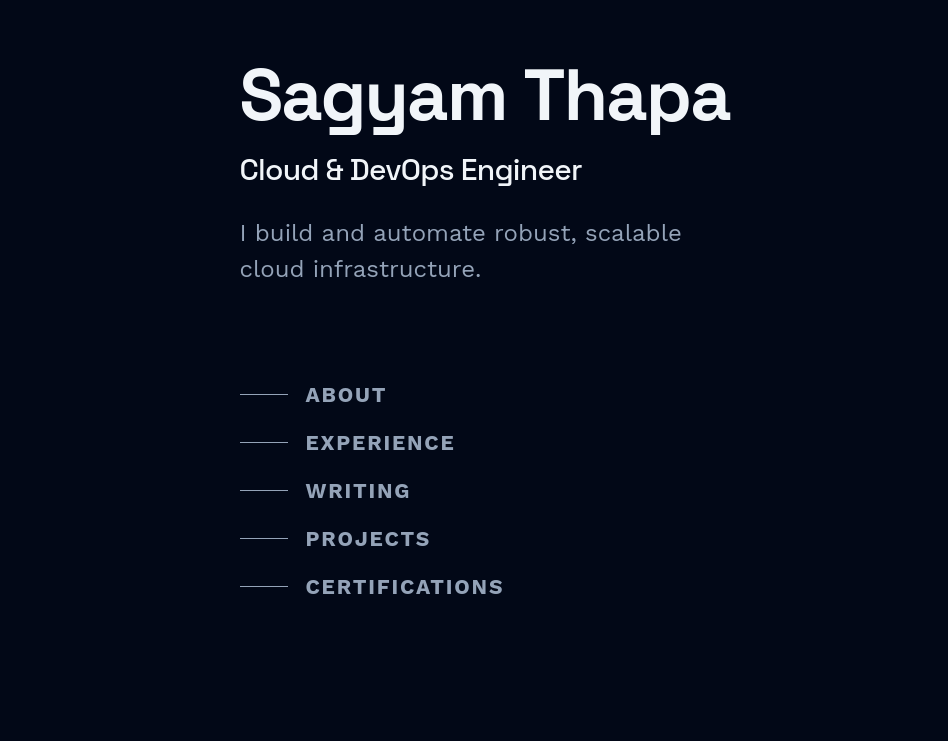 Sagyam Thapa
Cloud & DevOps Engineer
I build and automate robust, scalable
cloud infrastructure.
ABOUT
EXPERIENCE
WRITING
PROJECTS
CERTIFICATIONS